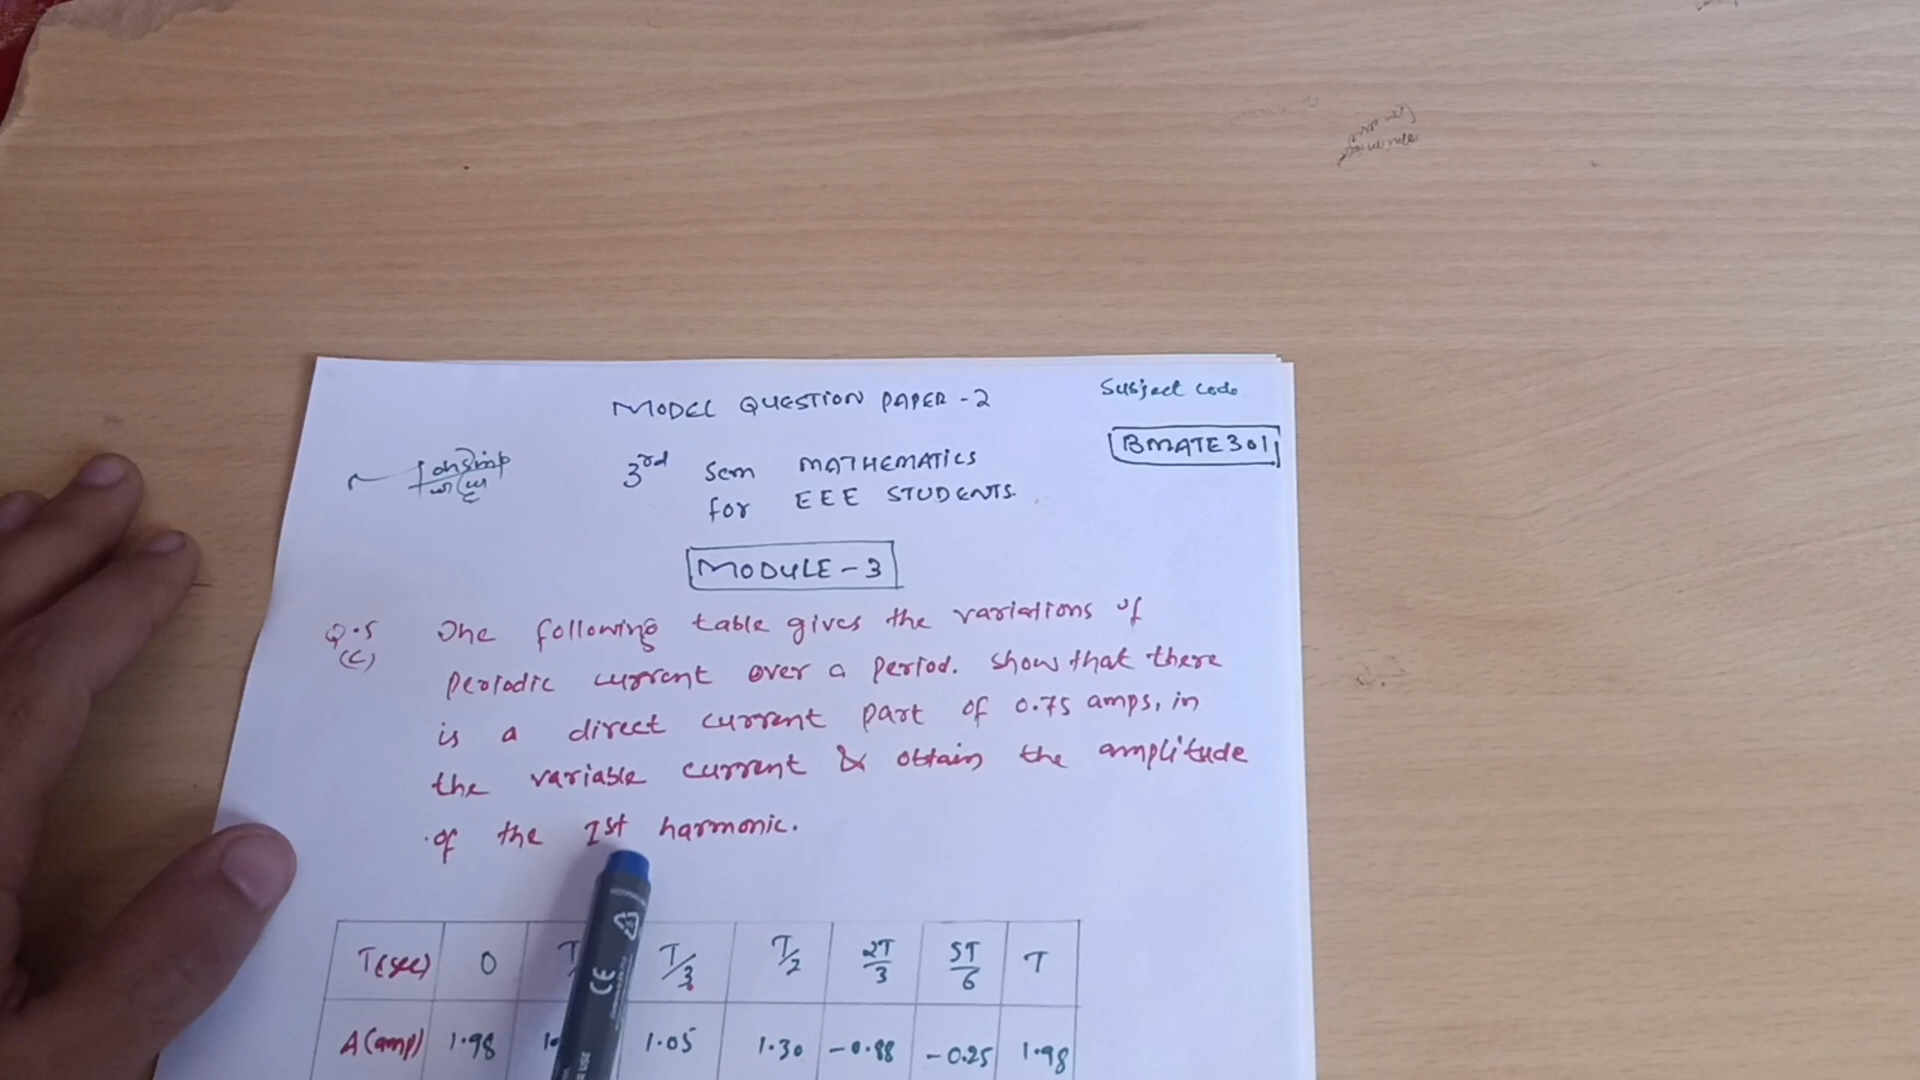 MODEL QUESTION PAPER - 2
Subject Code
BMATE301
3rd Sem MATHEMATICS
for EEE STUDENTS.
MODULE - 3
Q.5 The following table gives the variations of
(c) periodic current over a period. Show that there
is a direct current part of 0.75 amps, in
the variable current & obtain the amplitude
of the Ist harmonic.
T(sec) 0 T/3 T/2 2T/3 5T/6 T
A(amp) 1.98 1.05 1.30 -0.88 -0.25 1.98
CE